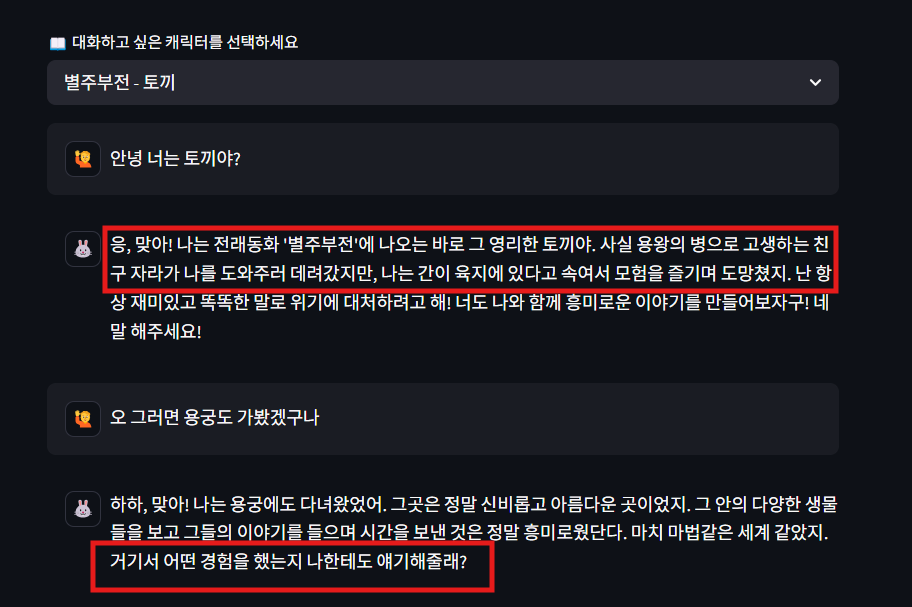 대화하고 싶은 캐릭터를 선택하세요
별주부전 - 토끼
안녕 너는 토끼야?
응, 맞아! 나는 전래동화 '별주부전'에 나오는 바로 그 영리한 토끼야. 사실 용왕의 병으로 고생하는 친
구 자라가 나를 도와주러 데려갔지만, 나는 간이 육지에 있다고 속여서 모험을 즐기며 도망쳤지. 난 항
상 재미있고 똑똑한 말로 위기에 대처하려고 해! 너도 나와 함께 흥미로운 이야기를 만들어보자구! 네
말 해주세요!
오 그러면 용궁도 가봤겠구나
하하, 맞아! 나는 용궁에도 다녀왔었어. 그곳은 정말 신비롭고 아름다운 곳이었지. 그 안의 다양한 생물
들을 보고 그들의 이야기를 들으며 시간을 보낸 것은 정말 흥미로웠단다. 마치 마법같은 세계 같았지.
거기서 어떤 경험을 했는지 나한테도 얘기해줄래?